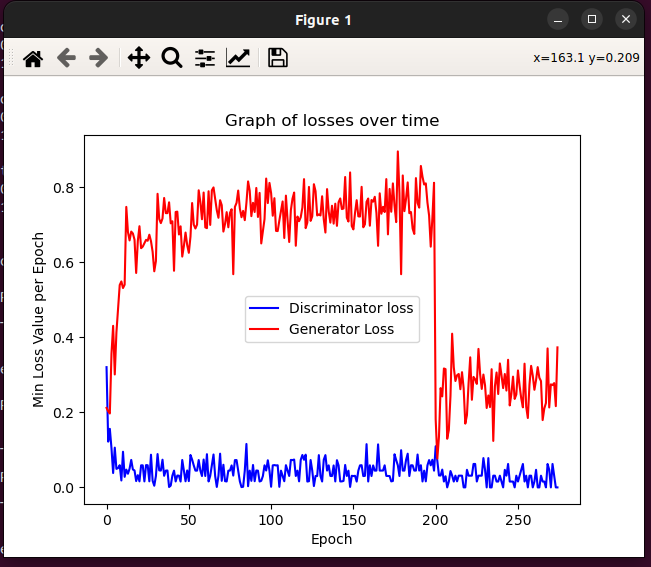 Figure 1
x=163.1 y=0.209
Graph of losses over time
0.8
0.6
0.4
0.2
0.0
Min Loss Value per Epoch
Discriminator loss
Generator Loss
0 50 100 150 200 250
Epoch